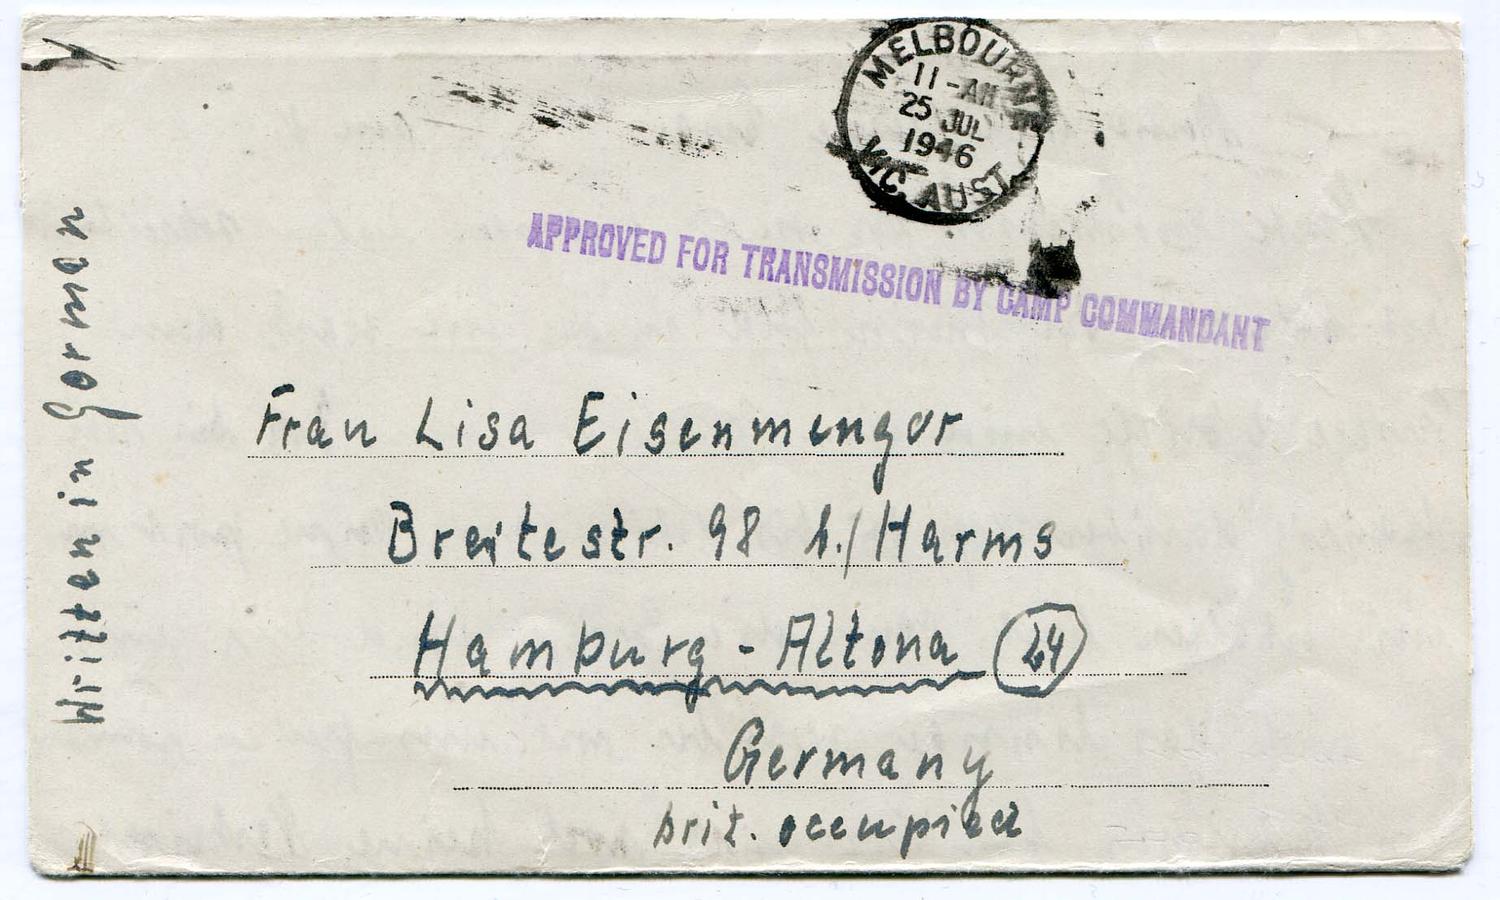 MELBOURNE
11-AM
25 JUL
1946
VIC. AUST
APPROVED FOR TRANSMISSION BY CAMP COMMANDANT
Written in German
Frau Lisa Eisenmenger
Breitestr. 98 b./Harms
Hamburg-Altona 24
Germany
brit. occupied